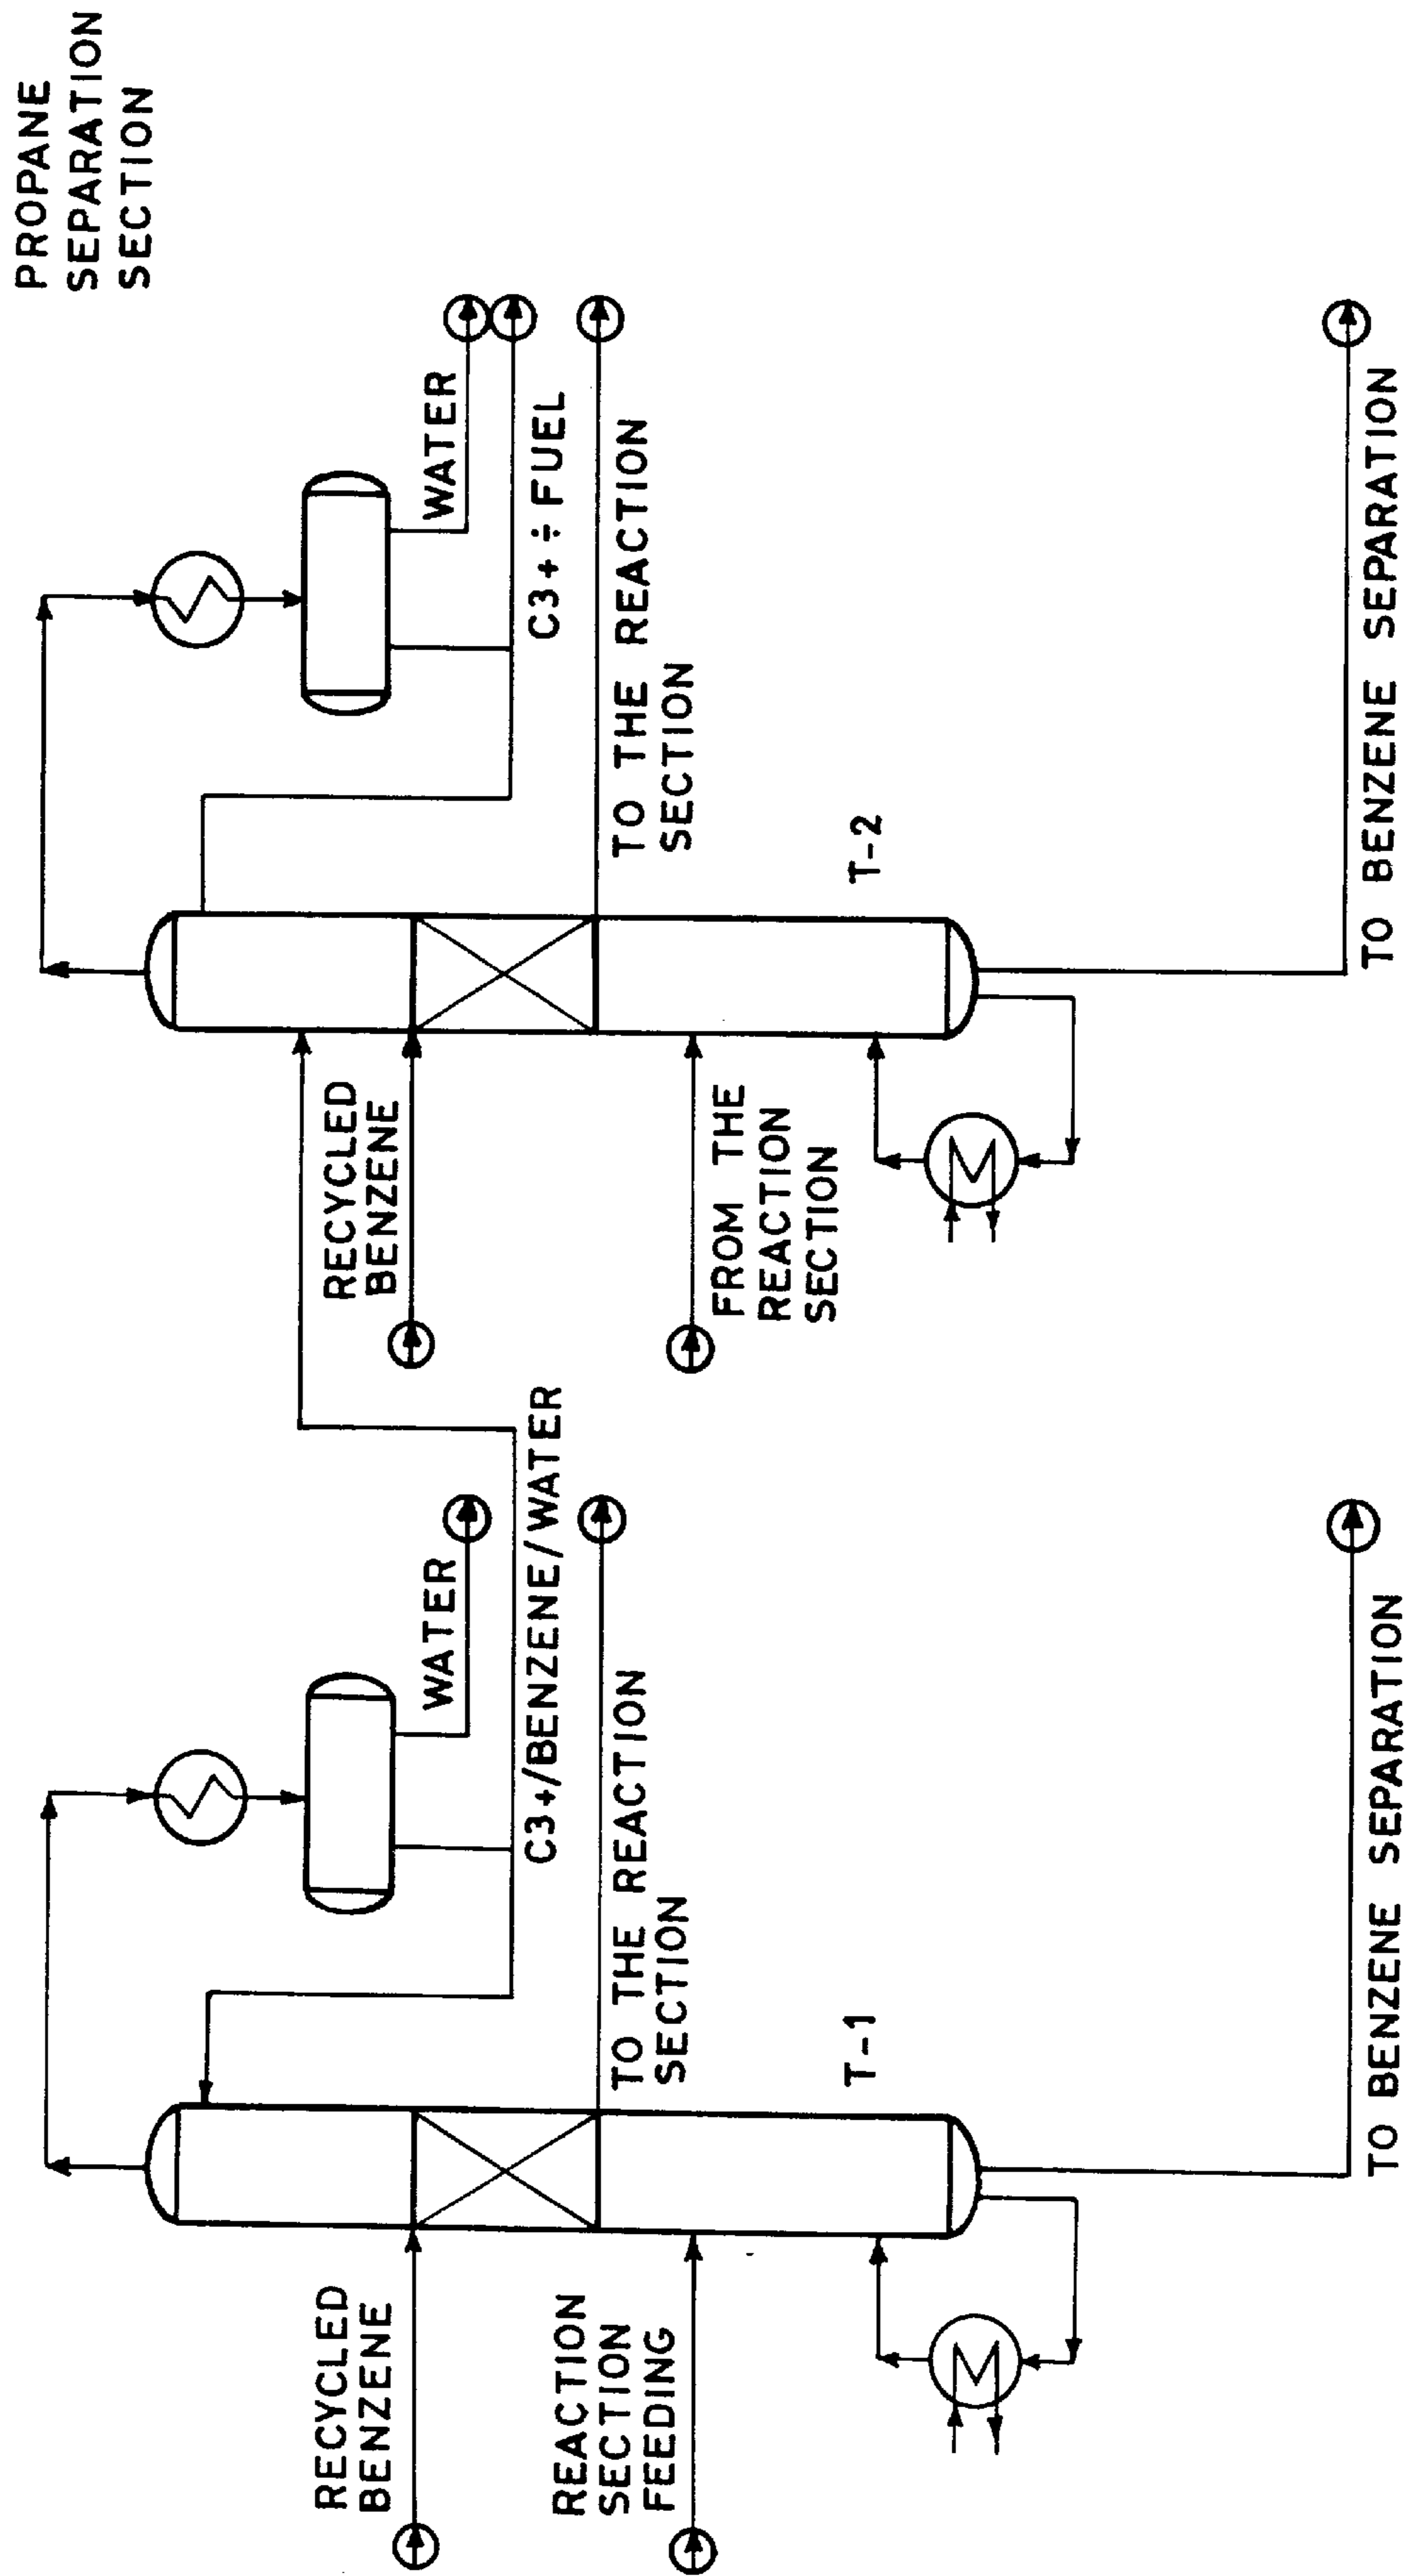 PROPANE
SEPARATION
SECTION
RECYCLED
BENZENE
REACTION
SECTION
FEEDING
WATER
C3+/BENZENE/WATER
TO THE REACTION
SECTION
T-1
TO BENZENE SEPARATION
RECYCLED
BENZENE
FROM THE
REACTION
SECTION
WATER
C3+÷FUEL
TO THE REACTION
SECTION
T-2
TO BENZENE SEPARATION